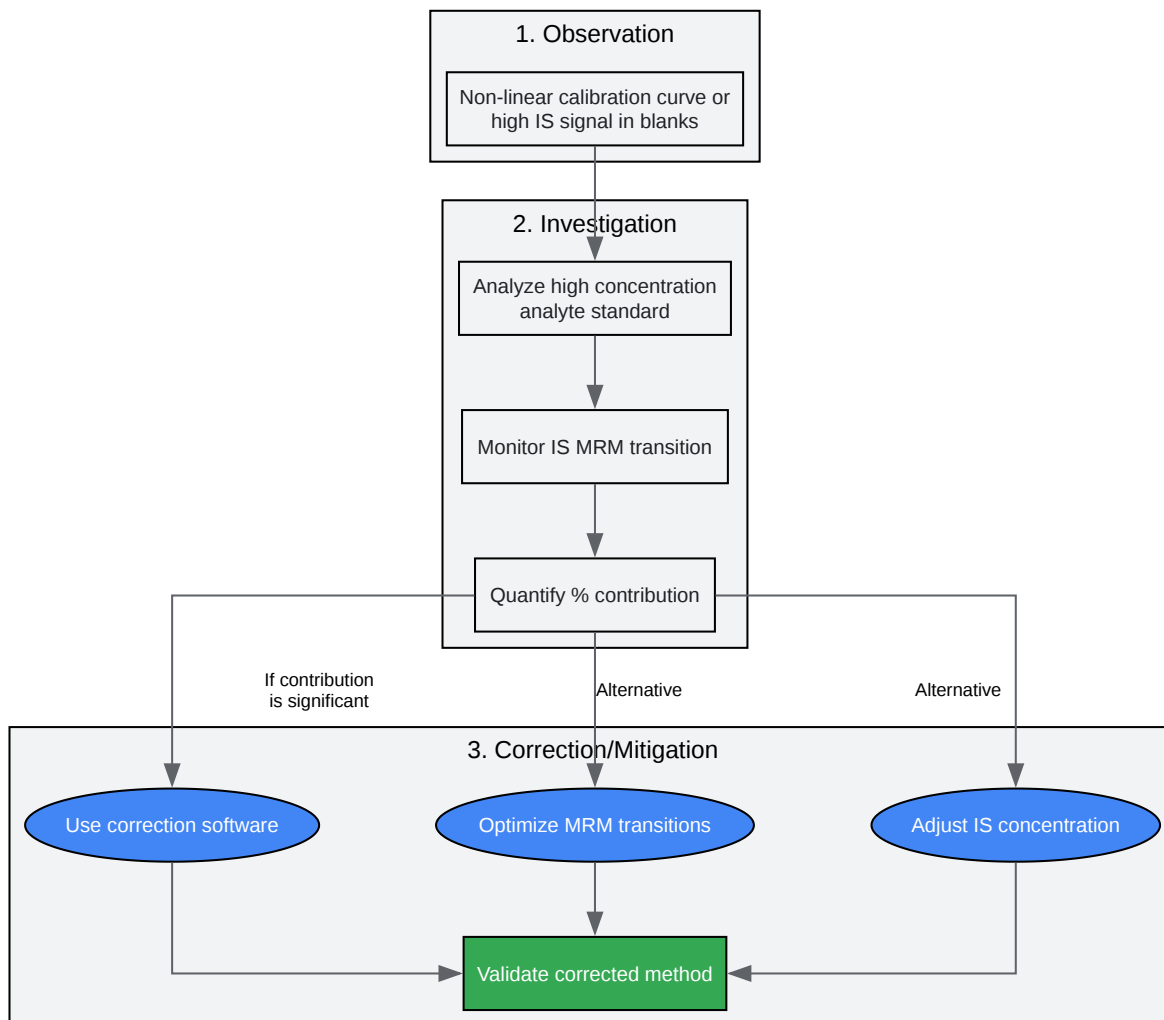 1. Observation
Non-linear calibration curve or
high IS signal in blanks
2. Investigation
Analyze high concentration
analyte standard
Monitor IS MRM transition
Quantify % contribution
If contribution
is significant
Alternative
Alternative
3. Correction/Mitigation
Use correction software
Optimize MRM transitions
Adjust IS concentration
Validate corrected method